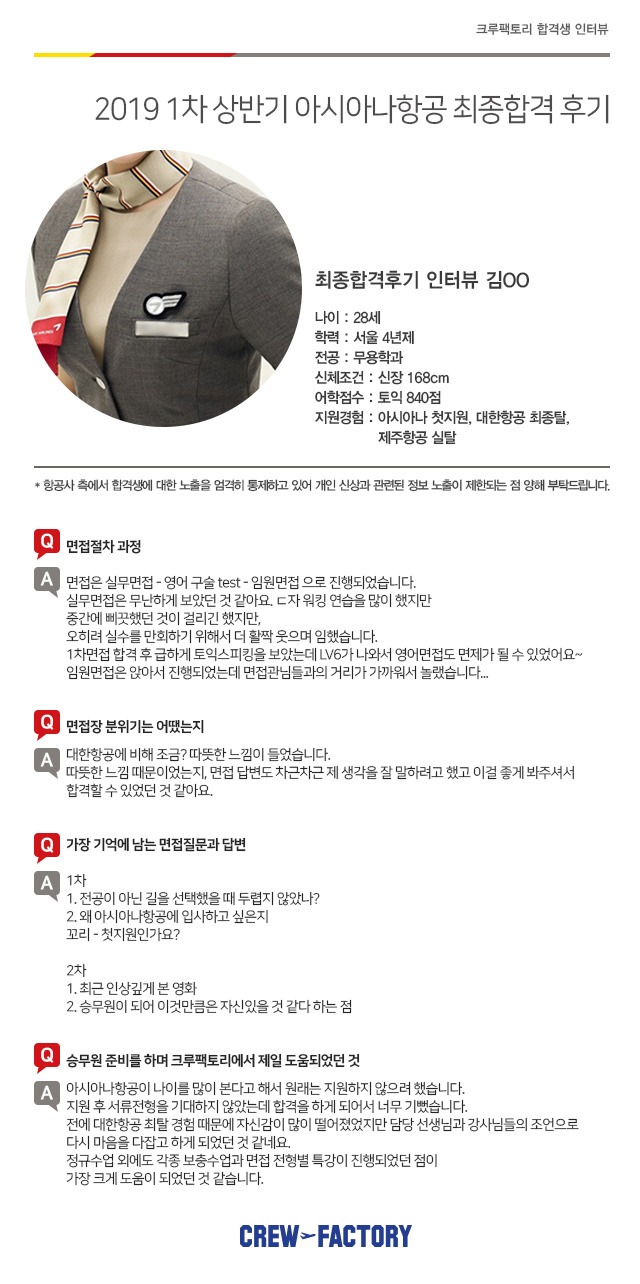 크루팩토리 합격생 인터뷰
2019 1차 상반기 아시아나항공 최종합격 후기
최종합격후기 인터뷰 김OO
나이 : 28세
학력 : 서울 4년제
전공 : 무용학과
신체조건 : 신장 168cm
어학점수 : 토익 840점
지원경험 : 아시아나 첫지원, 대한항공 최종탈,
제주항공 실탈
* 항공사 측에서 합격생에 대한 노출을 엄격히 통제하고 있어 개인 신상과 관련된 정보 노출이 제한되는 점 양해 부탁드립니다.
Q 면접절차 과정
A 면접은 실무면접 - 영어 구술 test - 임원면접 으로 진행되었습니다.
실무면접은 무난하게 보았던 것 같아요. ㄷ자 워킹 연습을 많이 했지만
중간에 삐끗했던 것이 걸리긴 했지만,
오히려 실수를 만회하기 위해서 더 활짝 웃으며 임했습니다.
1차면접 합격 후 급하게 토익스피킹을 보았는데 LV6가 나와서 영어면접도 면제가 될 수 있었어요~
임원면접은 앉아서 진행되었는데 면접관님들과의 거리가 가까워서 놀랬습니다...
Q 면접장 분위기는 어땠는지
A 대한항공에 비해 조금? 따뜻한 느낌이 들었습니다.
따뜻한 느낌 때문이었는지, 면접 답변도 차근차근 제 생각을 잘 말하려고 했고 이걸 좋게 봐주셔서
합격할 수 있었던 것 같아요.
Q 가장 기억에 남는 면접질문과 답변
A 1차
1. 전공이 아닌 길을 선택했을 때 두렵지 않았나?
2. 왜 아시아나항공에 입사하고 싶은지
꼬리 - 첫지원인가요?
2차
1. 최근 인상깊게 본 영화
2. 승무원이 되어 이것만큼은 자신있을 것 같다 하는 점
Q 승무원 준비를 하며 크루팩토리에서 제일 도움되었던 것
A 아시아나항공이 나이를 많이 본다고 해서 원래는 지원하지 않으려 했습니다.
지원 후 서류전형을 기대하지 않았는데 합격을 하게 되어서 너무 기뻤습니다.
전에 대한항공 최탈 경험 때문에 자신감이 많이 떨어졌었지만 담당 선생님과 강사님들의 조언으로
다시 마음을 다잡고 하게 되었던 것 같네요.
정규수업 외에도 각종 보충수업과 면접 전형별 특강이 진행되었던 점이
가장 크게 도움이 되었던 것 같습니다.
CREW FACTORY